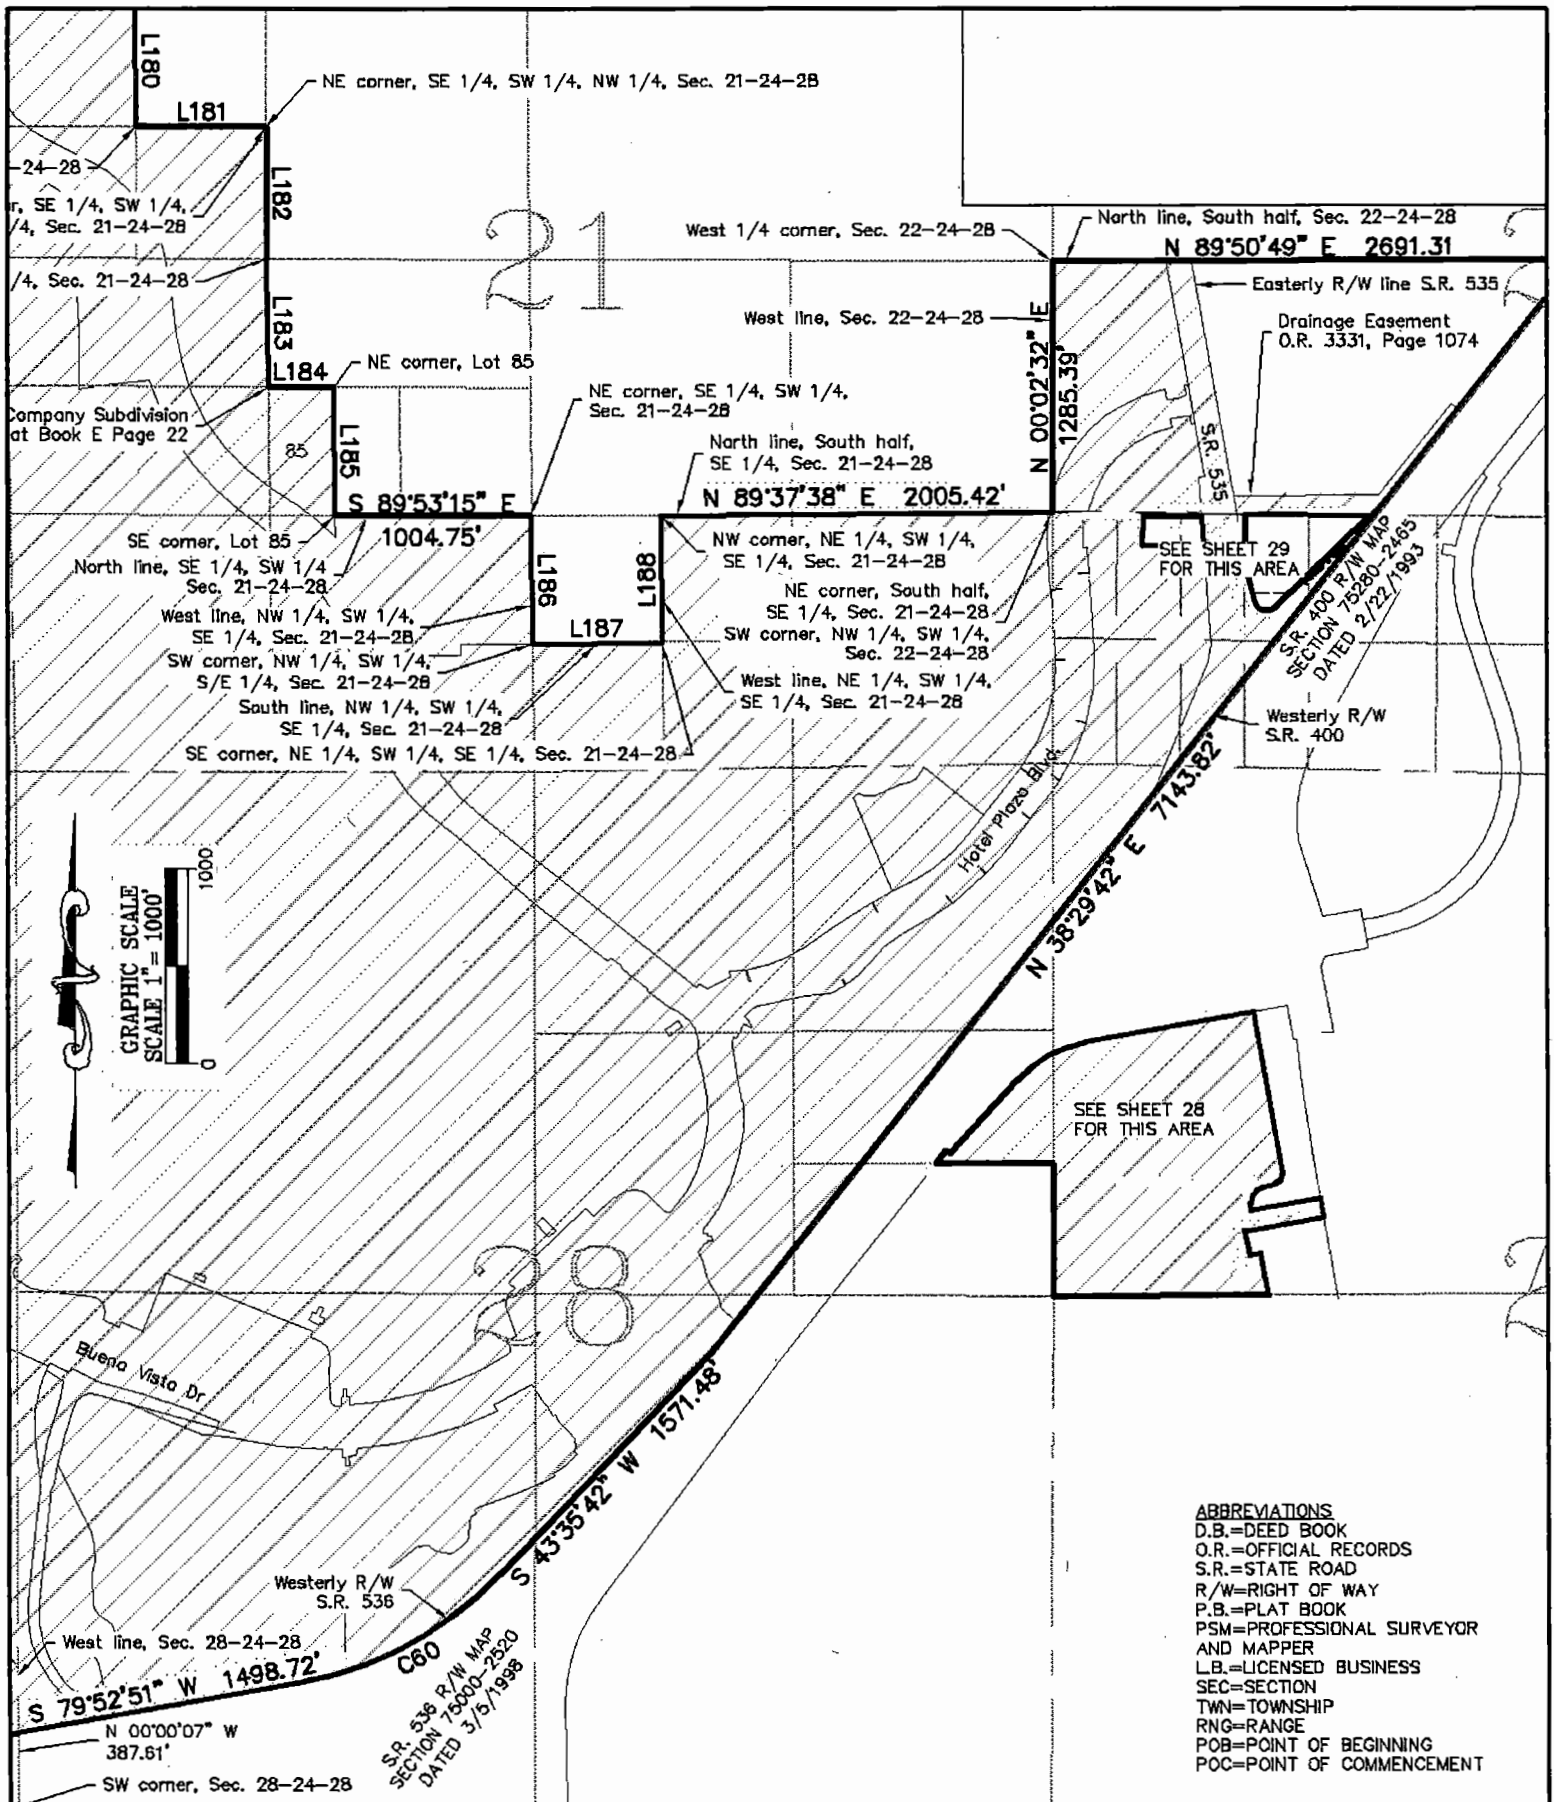 L180
NE corner, SE 1/4, SW 1/4, NW 1/4, Sec. 21-24-28
L181
-24-28
L182
r, SE 1/4, SW 1/4,
/4, Sec. 21-24-28
21
West 1/4 corner, Sec. 22-24-28
North line, South half, Sec. 22-24-28
N 89°50'49" E 2691.31
/4, Sec. 21-24-28
Easterly R/W line S.R. 535
L183
West line, Sec. 22-24-28
N 00°02'32" E
1285.39'
Drainage Easement
O.R. 3331, Page 1074
L184
NE corner, Lot 85
NE corner, SE 1/4, SW 1/4,
Sec. 21-24-28
Company Subdivision
at Book E Page 22
85
L185
S.R. 535
North line, South half,
SE 1/4, Sec. 21-24-28
S 89°53'15" E
1004.75'
N 89°37'38" E 2005.42'
SE corner, Lot 85
North line, SE 1/4, SW 1/4
Sec. 21-24-28
L186
L188
NW corner, NE 1/4, SW 1/4,
SE 1/4, Sec. 21-24-28
SEE SHEET 29
FOR THIS AREA
S.R. 400 R/W MAP
SECTION 75280-2465
DATED 2/22/1993
NE corner, South half,
SE 1/4, Sec. 21-24-28
West line, NW 1/4, SW 1/4,
SE 1/4, Sec. 21-24-28
L187
SW corner, NW 1/4, SW 1/4,
Sec. 22-24-28
SW corner, NW 1/4, SW 1/4,
S/E 1/4, Sec. 21-24-28
West line, NE 1/4, SW 1/4,
SE 1/4, Sec. 21-24-28
South line, NW 1/4, SW 1/4,
SE 1/4, Sec. 21-24-28
Westerly R/W
S.R. 400
SE corner, NE 1/4, SW 1/4, SE 1/4, Sec. 21-24-28
Hotel Plaza Blvd.
N 38°29'42" E 7143.82'
GRAPHIC SCALE
SCALE 1" = 1000'
0
1000
SEE SHEET 28
FOR THIS AREA
28
Buena Vista Dr
S 43°35'42" W 1571.48'
Westerly R/W
S.R. 536
West line, Sec. 28-24-28
C60
S 79°52'51" W 1498.72'
N 00°00'07" W
387.61'
S.R. 536 R/W MAP
SECTION 75000-2520
DATED 3/5/1998
SW corner, Sec. 28-24-28
ABBREVIATIONS
D.B.=DEED BOOK
O.R.=OFFICIAL RECORDS
S.R.=STATE ROAD
R/W=RIGHT OF WAY
P.B.=PLAT BOOK
PSM=PROFESSIONAL SURVEYOR
AND MAPPER
L.B.=LICENSED BUSINESS
SEC=SECTION
TWN=TOWNSHIP
RNG=RANGE
POB=POINT OF BEGINNING
POC=POINT OF COMMENCEMENT